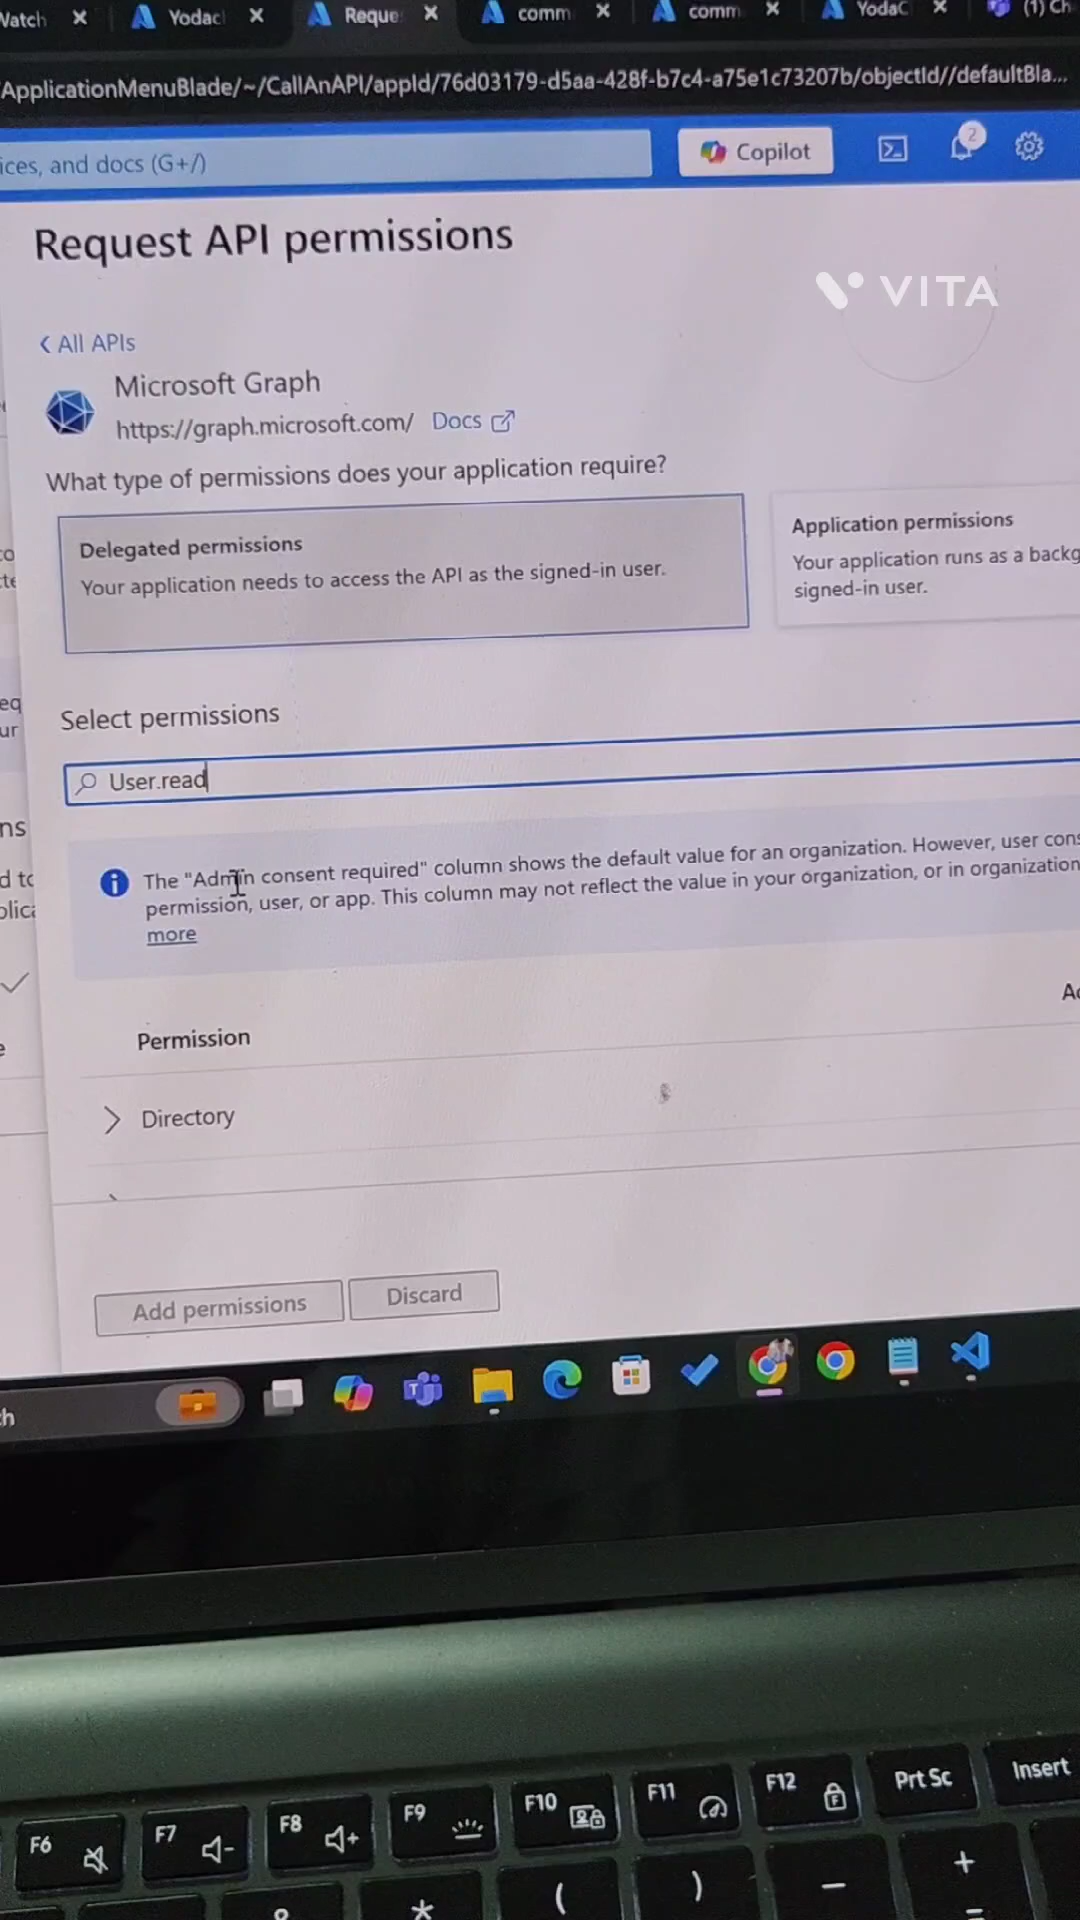 Watch
Yodacl
Reque
comm
comm
YodaC
(1) Ch
ApplicationMenuBlade/~/CallAnAPI/appId/76d03179-d5aa-428f-b7c4-a75e1c73207b/objectId//defaultBla...
ices, and docs (G+/)
Copilot
2
Request API permissions
VITA
All APIs
Microsoft Graph
https://graph.microsoft.com/ Docs
What type of permissions does your application require?
Delegated permissions
Your application needs to access the API as the signed-in user.
Application permissions
Your application runs as a backg
signed-in user.
Select permissions
User.read
The "Admin consent required" column shows the default value for an organization. However, user cons
permission, user, or app. This column may not reflect the value in your organization, or in organization
more
Permission
Directory
Add permissions
Discard
F6
F7
F8
F9
F10
F11
F12
Prt Sc
Insert
*
(
)
–
+
=